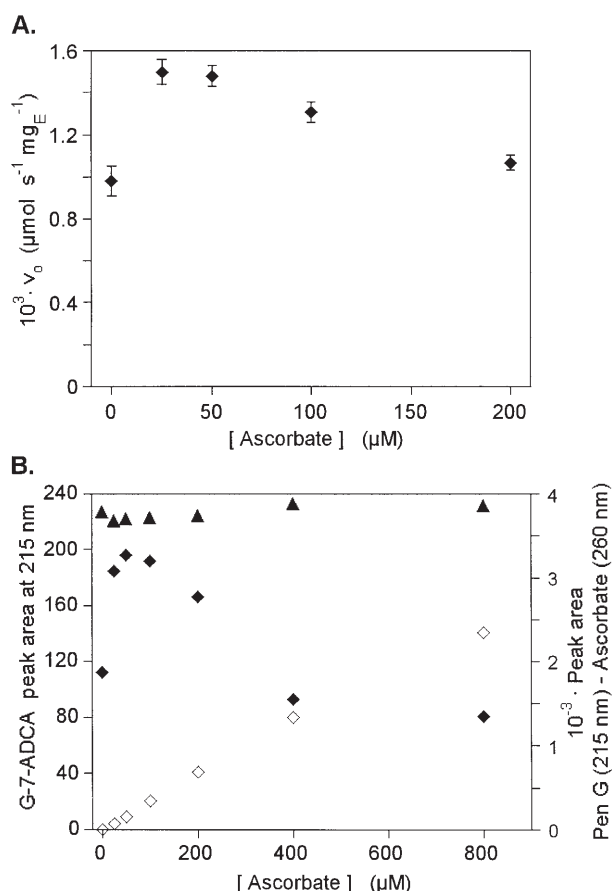 A.
1.6
1.2
0.8
0.4
0
10³ · vₒ (µmol s⁻¹ mg_E⁻¹)
0 50 100 150 200
[ Ascorbate ] (µM)
B.
240
200
160
120
80
40
0
G-7-ADCA peak area at 215 nm
4
3
2
1
0
10⁻³ · Peak area
Pen G (215 nm) - Ascorbate (260 nm)
0 200 400 600 800
[ Ascorbate ] (µM)